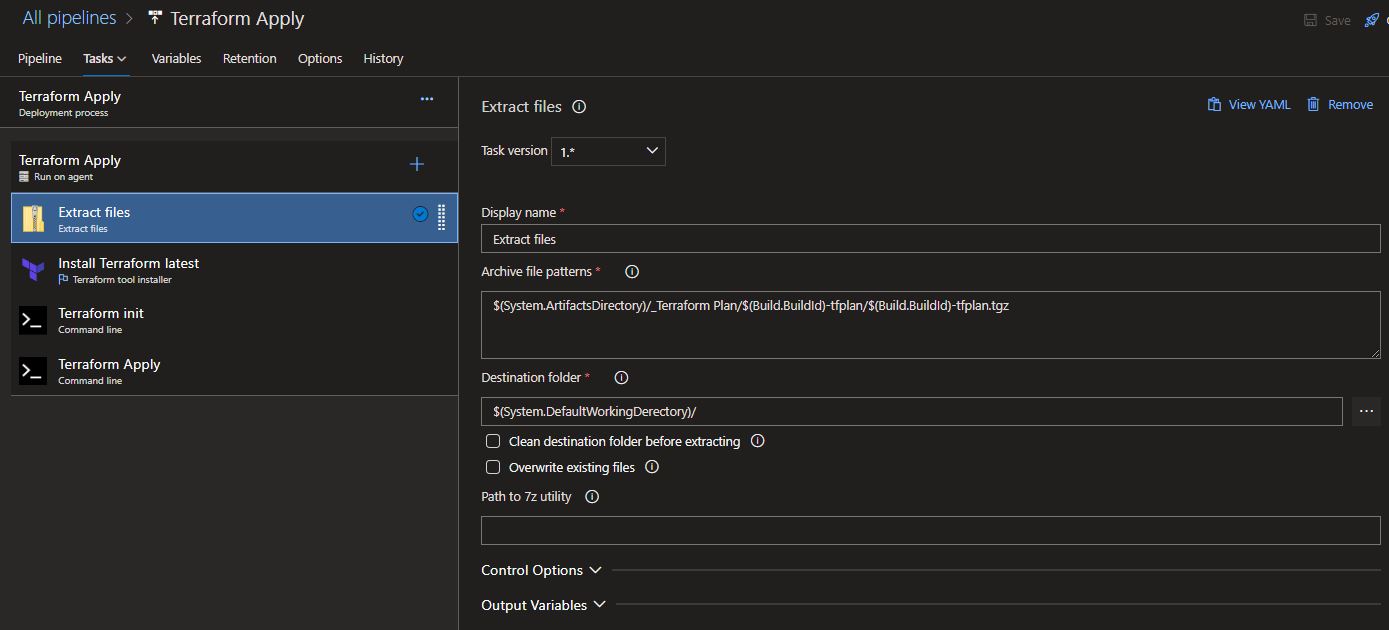 All pipelines > Terraform Apply
Save
Pipeline Tasks Variables Retention Options History
Terraform Apply
Deployment process
Terraform Apply
Run on agent
Extract files
Extract files
Install Terraform latest
Terraform tool installer
Terraform init
Command line
Terraform Apply
Command line
Extract files
View YAML Remove
Task version 1.*
Display name *
Extract files
Archive file patterns *
$(System.ArtifactsDirectory)/_Terraform Plan/$(Build.BuildId)-tfplan/$(Build.BuildId)-tfplan.tgz
Destination folder *
$(System.DefaultWorkingDerectory)/
Clean destination folder before extracting
Overwrite existing files
Path to 7z utility
Control Options
Output Variables